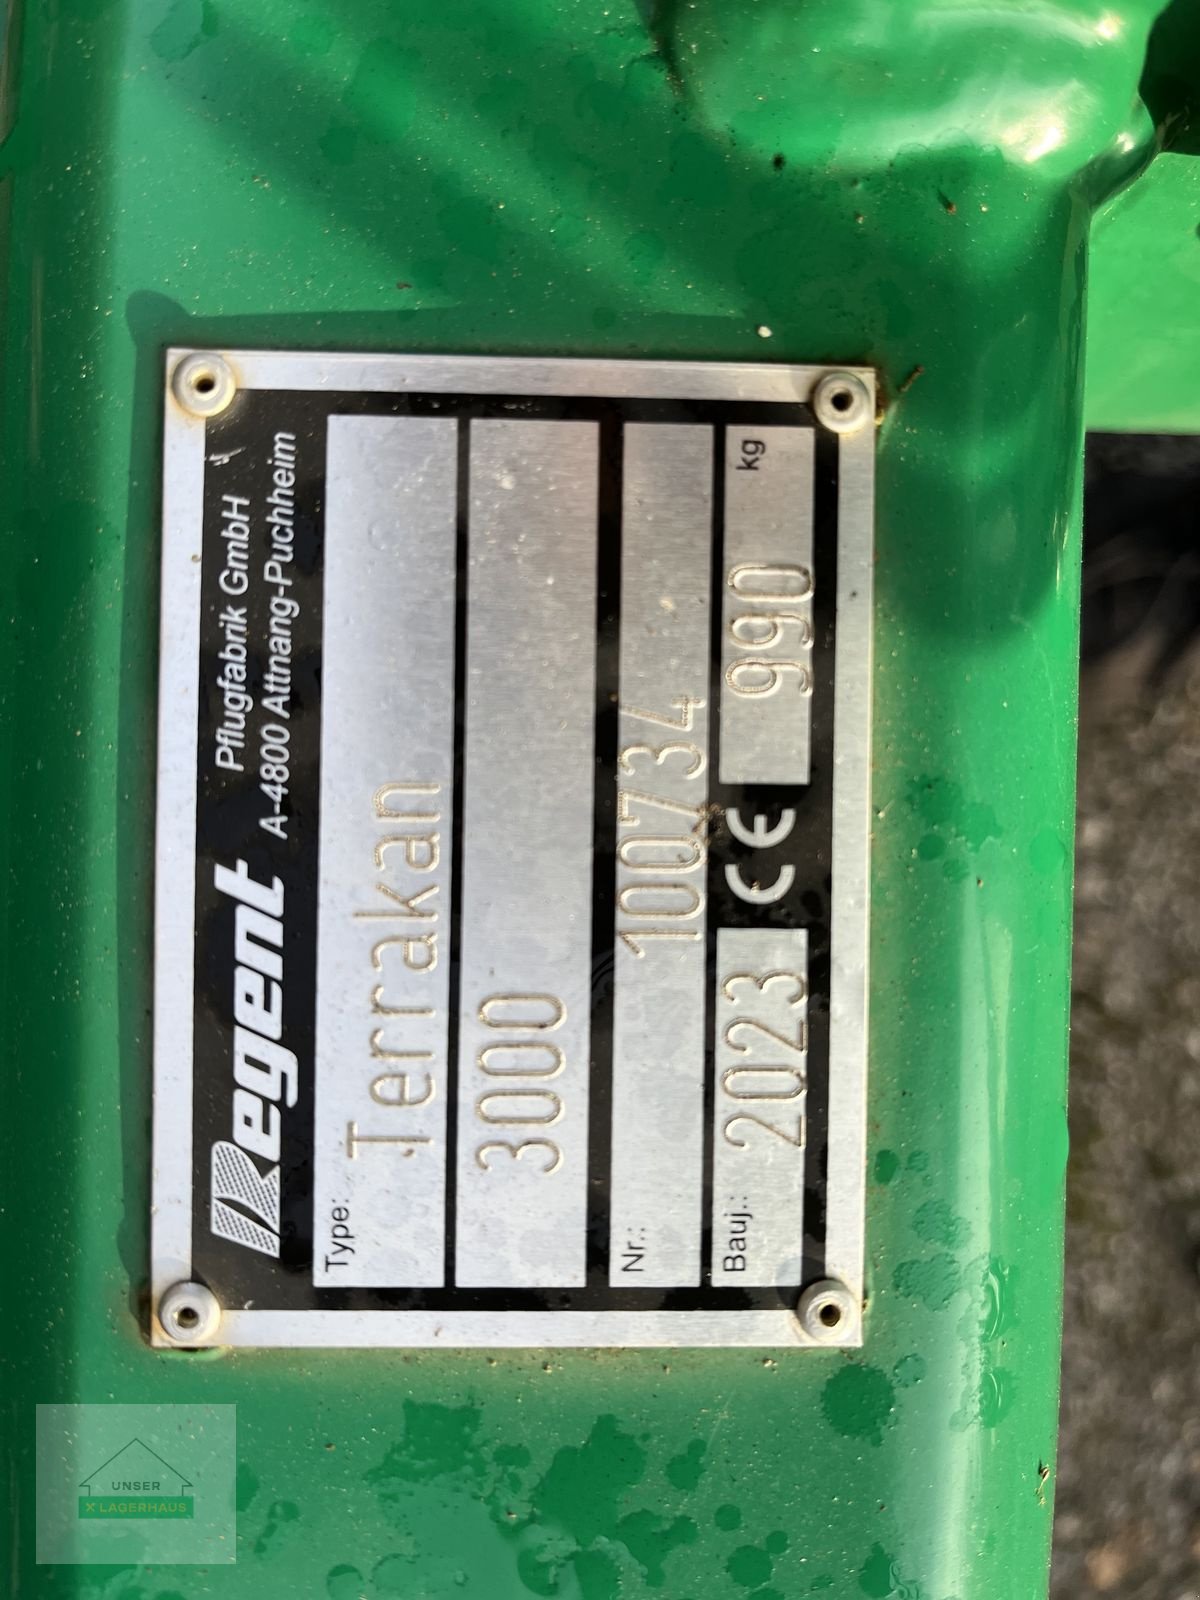 Regent Pflugfabrik GmbH
A-4800 Attnang-Puchheim
Type: Terrakan
3000
Nr.: 100734
Bauj.: 2023 CE 990 kg
UNSER
X LAGERHAUS